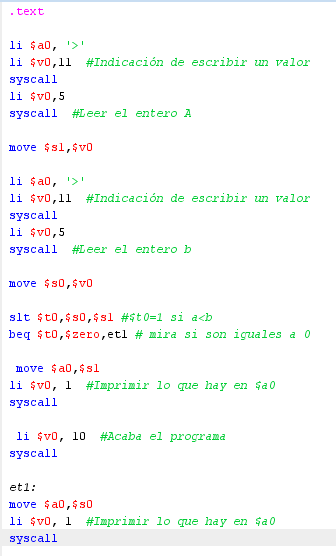 .text
li $a0, '>'
li $v0,11 #Indicación de escribir un valor
syscall
li $v0,5
syscall #Leer el entero A
move $s1,$v0
li $a0, '>'
li $v0,11 #Indicación de escribir un valor
syscall
li $v0,5
syscall #Leer el entero b
move $s0,$v0
slt $t0,$s0,$s1 #$t0=1 si a<b
beq $t0,$zero,et1 # mira si son iguales a 0
move $a0,$s1
li $v0, 1 #Imprimir lo que hay en $a0
syscall
li $v0, 10 #Acaba el programa
syscall
et1:
move $a0,$s0
li $v0, 1 #Imprimir lo que hay en $a0
syscall